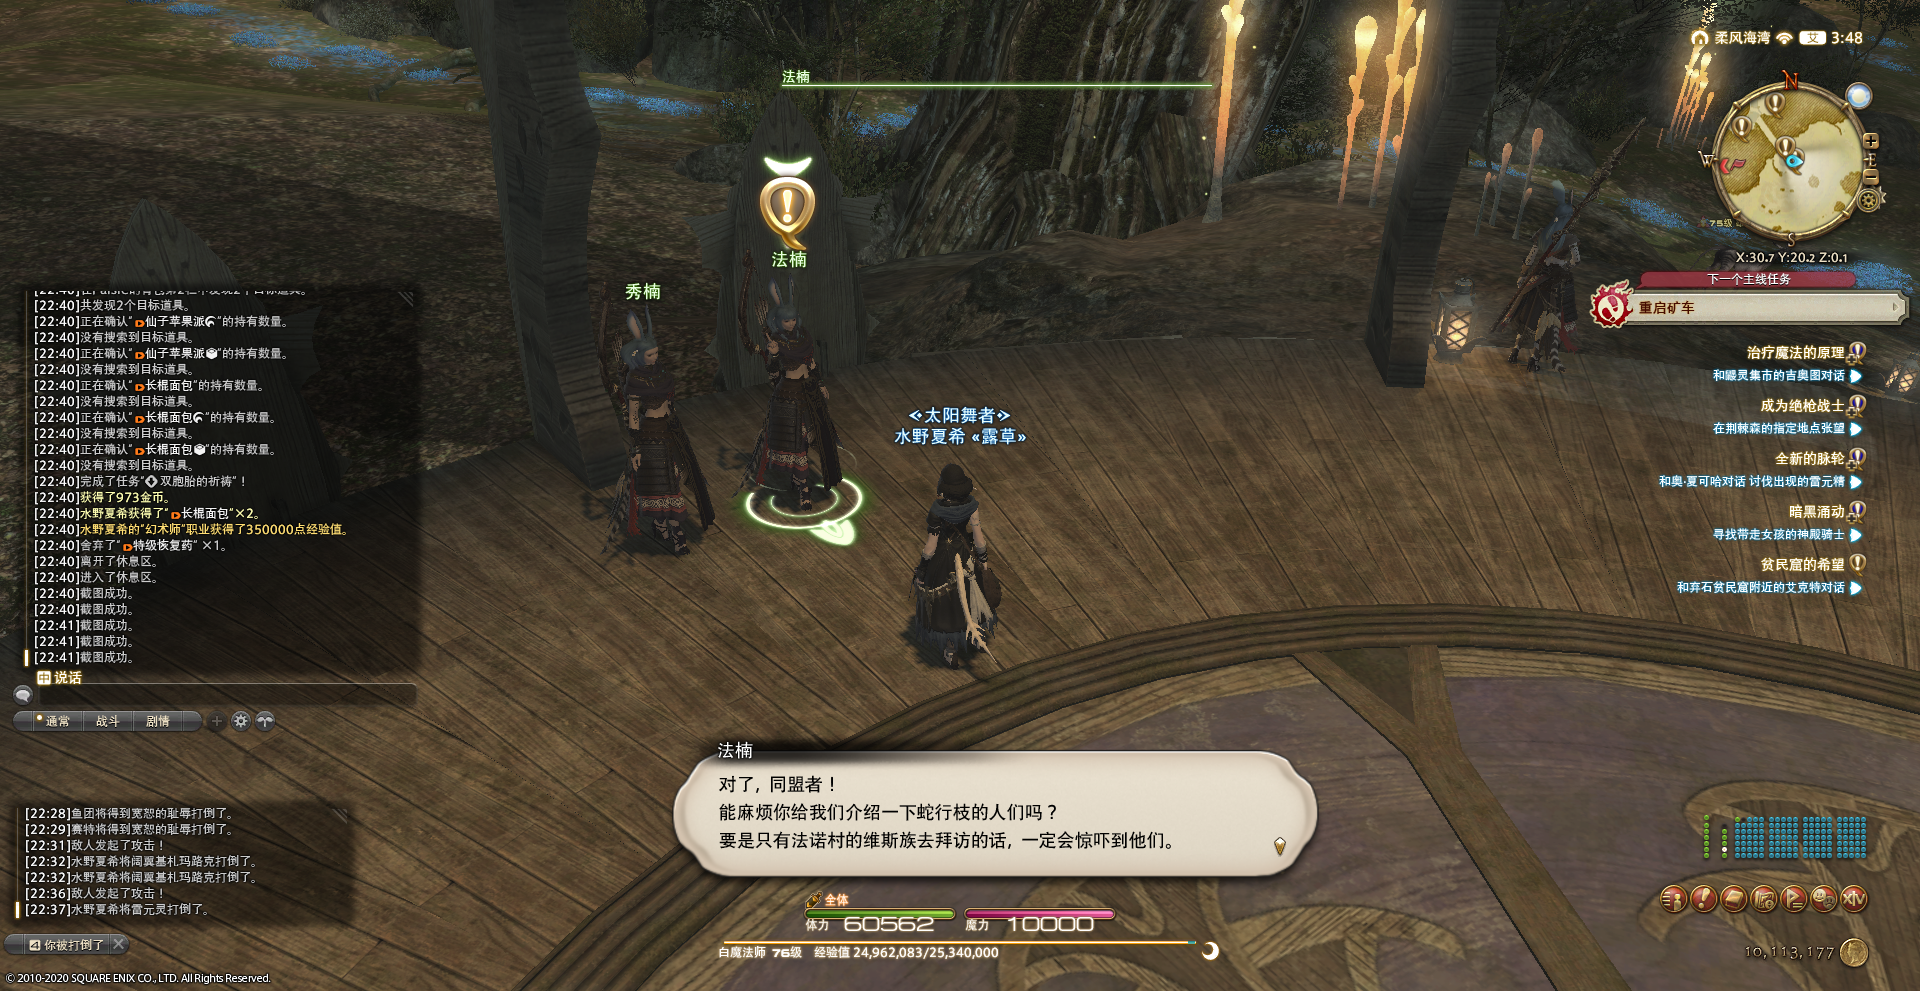 法楠
柔风海湾 艾 3:48
N
法楠
W
E
75级
S
X:30.7 Y:20.2 Z:0.1
秀楠
下一个主线任务
重启矿车
[22:40]共发现2个目标道具。
[22:40]正在确认“仙子苹果派”的持有数量。
[22:40]没有搜索到目标道具。
[22:40]正在确认“仙子苹果派”的持有数量。
[22:40]没有搜索到目标道具。
[22:40]正在确认“长棍面包”的持有数量。
[22:40]没有搜索到目标道具。
[22:40]正在确认“长棍面包”的持有数量。
[22:40]没有搜索到目标道具。
[22:40]正在确认“长棍面包”的持有数量。
[22:40]没有搜索到目标道具。
[22:40]完成了任务“双胞胎的祈祷”！
[22:40]获得了973金币。
[22:40]水野夏希获得了“长棍面包”×2。
[22:40]水野夏希的“幻术师”职业获得了350000点经验值。
[22:40]舍弃了“特级恢复药”×1。
[22:40]离开了休息区。
[22:40]进入了休息区。
[22:40]截图成功。
[22:40]截图成功。
[22:41]截图成功。
[22:41]截图成功。
[22:41]截图成功。
说话
通常 战斗 剧情
治疗魔法的原理
和鼹灵集市的吉奥图对话
成为绝枪战士
在荆棘森的指定地点张望
全新的脉轮
和奥·夏可哈对话 讨伐出现的雷元精
暗黑涌动
寻找带走女孩的神殿骑士
贫民窟的希望
和弃石贫民窟附近的艾克特对话
太阳舞者
水野夏希 «露草»
法楠
对了，同盟者！
能麻烦你给我们介绍一下蛇行枝的人们吗？
要是只有法诺村的维斯族去拜访的话，一定会惊吓到他们。
[22:28]鱼团将得到宽恕的耻辱打倒了。
[22:29]赛特将得到宽恕的耻辱打倒了。
[22:31]敌人发起了攻击！
[22:32]水野夏希将阔翼基札玛路克打倒了。
[22:32]水野夏希将阔翼基札玛路克打倒了。
[22:36]敌人发起了攻击！
[22:37]水野夏希将雷元灵打倒了。
4 你被打倒了
全体
体力 60562 魔力 10000
白魔法师 76级 经验值 24,962,083/25,340,000
XIV
10,113,177
© 2010-2020 SQUARE ENIX CO., LTD. All Rights Reserved.